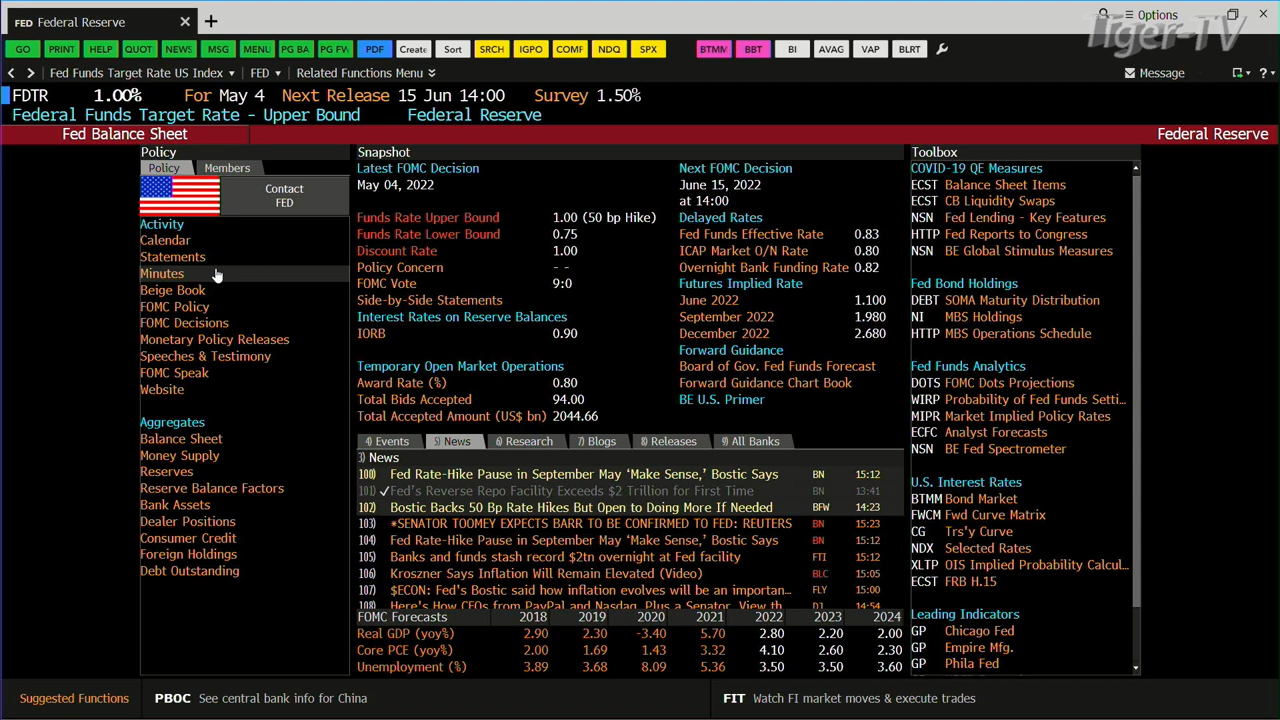 FED Federal Reserve
Options
Tiger-TV
GO PRINT HELP QUOT NEWS MSG MENU PG BA PG FW PDF Create Sort SRCH IGPO COMF NDQ SPX BTMM BBT BI AVAG VAP BLRT
Fed Funds Target Rate US Index FED Related Functions Menu Message
FDTR 1.00% For May 4 Next Release 15 Jun 14:00 Survey 1.50%
Federal Funds Target Rate - Upper Bound Federal Reserve
Fed Balance Sheet Federal Reserve
Policy
Policy Members
Contact
FED
Activity
Calendar
Statements
Minutes
Beige Book
FOMC Policy
FOMC Decisions
Monetary Policy Releases
Speeches & Testimony
FOMC Speak
Website
Aggregates
Balance Sheet
Money Supply
Reserves
Reserve Balance Factors
Bank Assets
Dealer Positions
Consumer Credit
Foreign Holdings
Debt Outstanding
Snapshot
Latest FOMC Decision
May 04, 2022
Funds Rate Upper Bound 1.00 (50 bp Hike)
Funds Rate Lower Bound 0.75
Discount Rate 1.00
Policy Concern - -
FOMC Vote 9:0
Side-by-Side Statements
Interest Rates on Reserve Balances
IORB 0.90
Temporary Open Market Operations
Award Rate (%) 0.80
Total Bids Accepted 94.00
Total Accepted Amount (US$ bn) 2044.66
Next FOMC Decision
June 15, 2022
at 14:00
Delayed Rates
Fed Funds Effective Rate 0.83
ICAP Market O/N Rate 0.80
Overnight Bank Funding Rate 0.82
Futures Implied Rate
June 2022 1.100
September 2022 1.980
December 2022 2.680
Forward Guidance
Board of Gov. Fed Funds Forecast
Forward Guidance Chart Book
BE U.S. Primer
4) Events 5) News 6) Research 7) Blogs 8) Releases 9) All Banks
3) News
100) Fed Rate-Hike Pause in September May ‘Make Sense,’ Bostic Says BN 15:12
101) Fed's Reverse Repo Facility Exceeds $2 Trillion for First Time BN 13:41
102) Bostic Backs 50 Bp Rate Hikes But Open to Doing More If Needed BFW 14:23
103) *SENATOR TOOMEY EXPECTS BARR TO BE CONFIRMED TO FED: REUTERS BN 15:23
104) Fed Rate-Hike Pause in September May ‘Make Sense,’ Bostic Says BN 15:12
105) Banks and funds stash record $2tn overnight at Fed facility FTI 15:12
106) Kroszner Says Inflation Will Remain Elevated (Video) BLC 15:05
107) $ECON: Fed's Bostic said how inflation evolves will be an importan... FLY 15:00
108) Here's How CEOs from PayPal and Nasdaq, Plus a Senator, View th... DJ 14:54
FOMC Forecasts 2018 2019 2020 2021 2022 2023 2024
Real GDP (yoy%) 2.90 2.30 -3.40 5.70 2.80 2.20 2.00
Core PCE (yoy%) 2.00 1.69 1.43 3.32 4.10 2.60 2.30
Unemployment (%) 3.89 3.68 8.09 5.36 3.50 3.50 3.60
Toolbox
COVID-19 QE Measures
ECST Balance Sheet Items
ECST CB Liquidity Swaps
NSN Fed Lending - Key Features
HTTP Fed Reports to Congress
NSN BE Global Stimulus Measures
Fed Bond Holdings
DEBT SOMA Maturity Distribution
NI MBS Holdings
HTTP MBS Operations Schedule
Fed Funds Analytics
DOTS FOMC Dots Projections
WIRP Probability of Fed Funds Setti...
MIPR Market Implied Policy Rates
ECFC Analyst Forecasts
NSN BE Fed Spectrometer
U.S. Interest Rates
BTMM Bond Market
FWCM Fwd Curve Matrix
CG Trs'y Curve
NDX Selected Rates
XLTP OIS Implied Probability Calcul...
ECST FRB H.15
Leading Indicators
GP Chicago Fed
GP Empire Mfg.
GP Phila Fed
Suggested Functions PBOC See central bank info for China FIT Watch FI market moves & execute trades